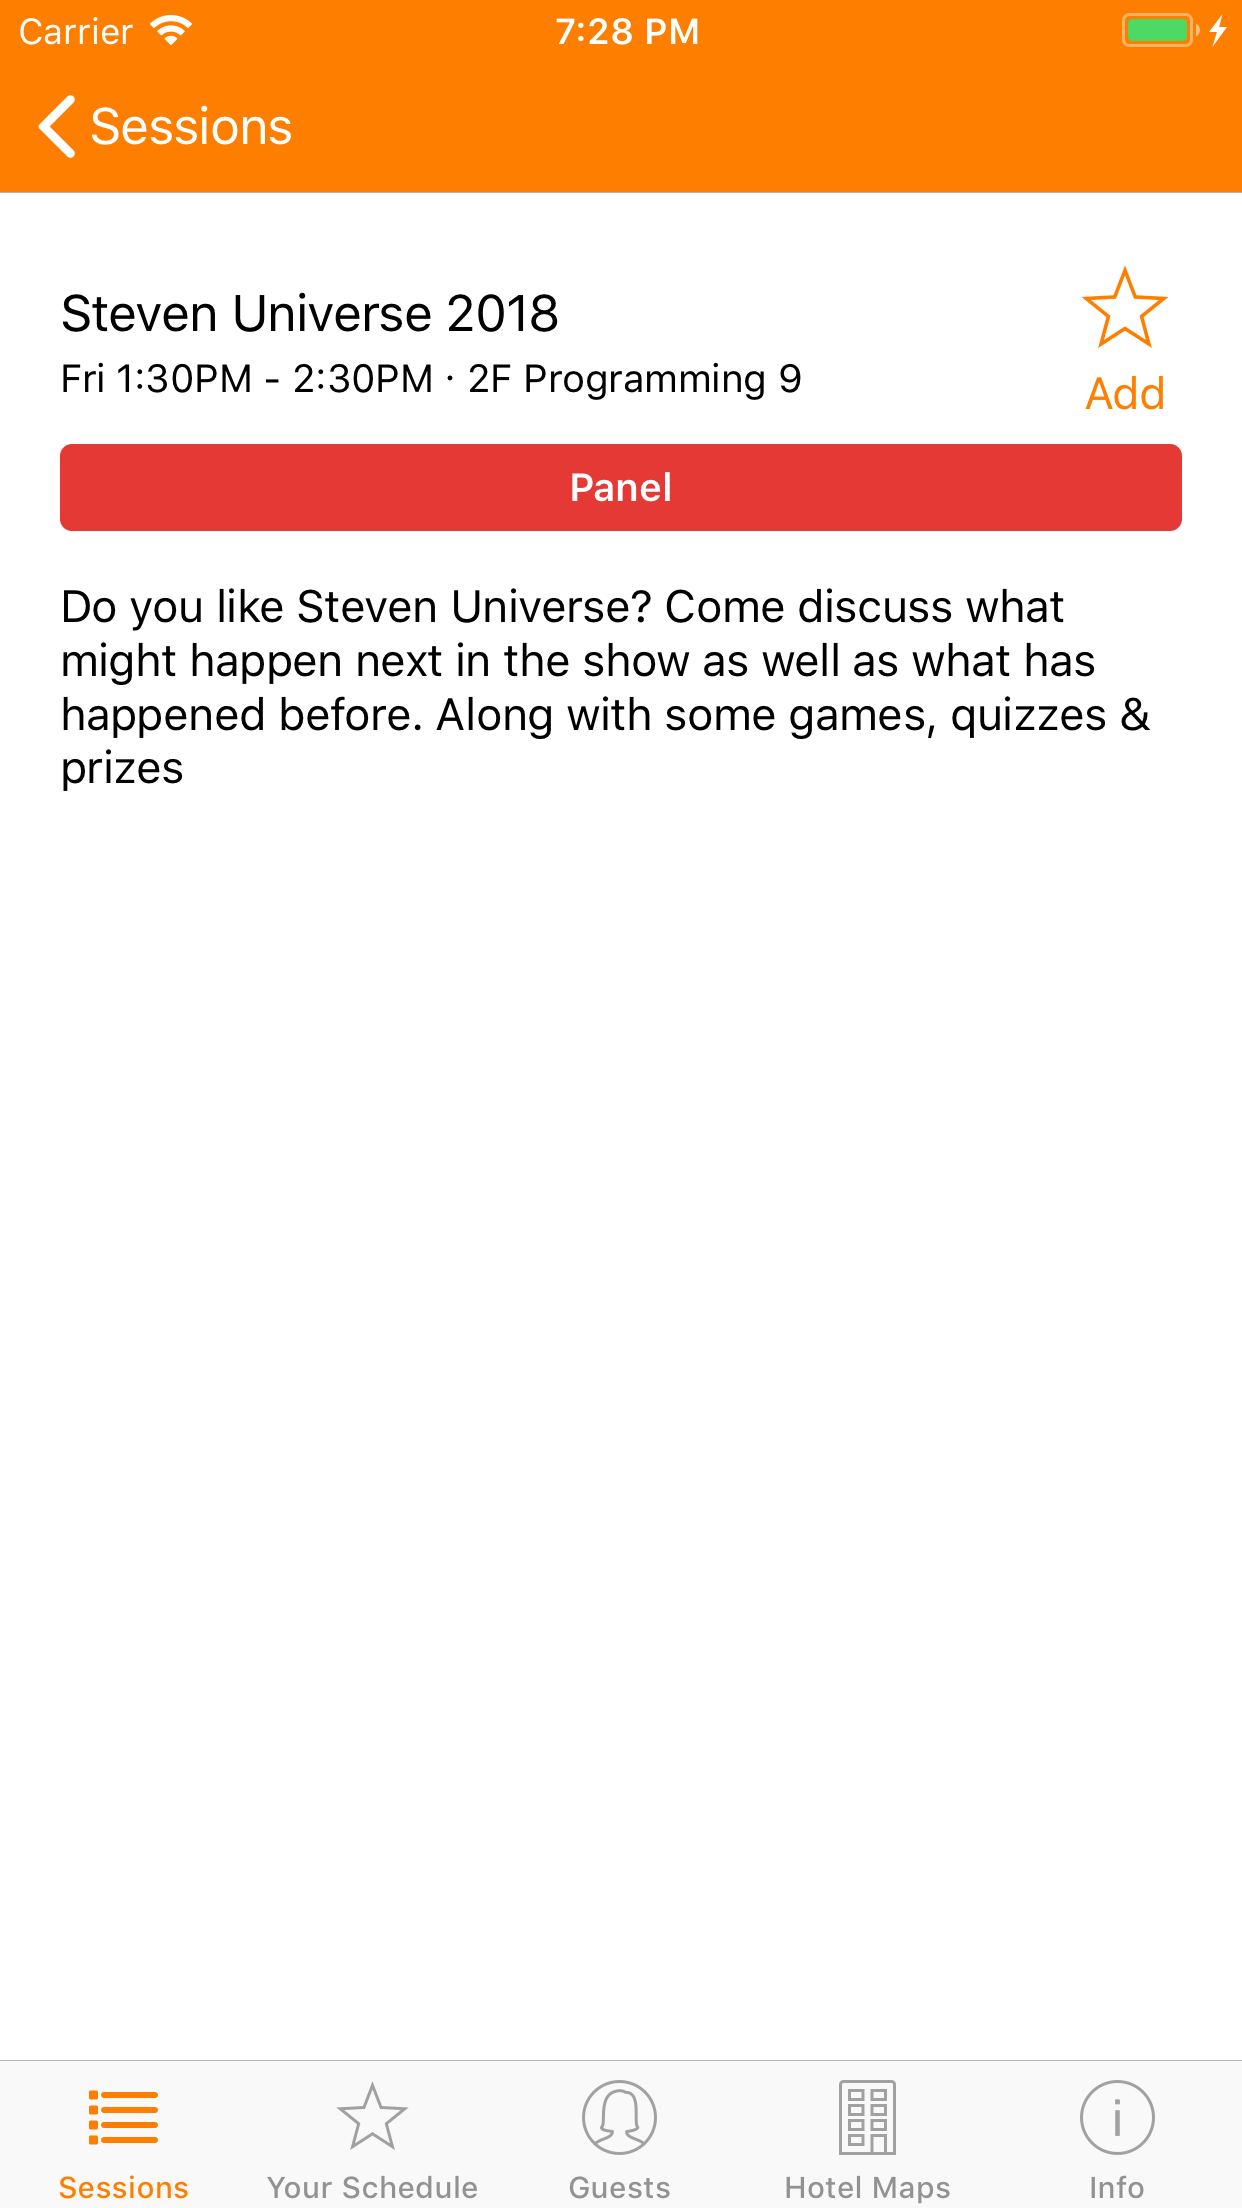 Carrier 7:28 PM
Sessions
Steven Universe 2018
Fri 1:30PM - 2:30PM · 2F Programming 9
Add
Panel
Do you like Steven Universe? Come discuss what
might happen next in the show as well as what has
happened before. Along with some games, quizzes &
prizes
Sessions Your Schedule Guests Hotel Maps Info